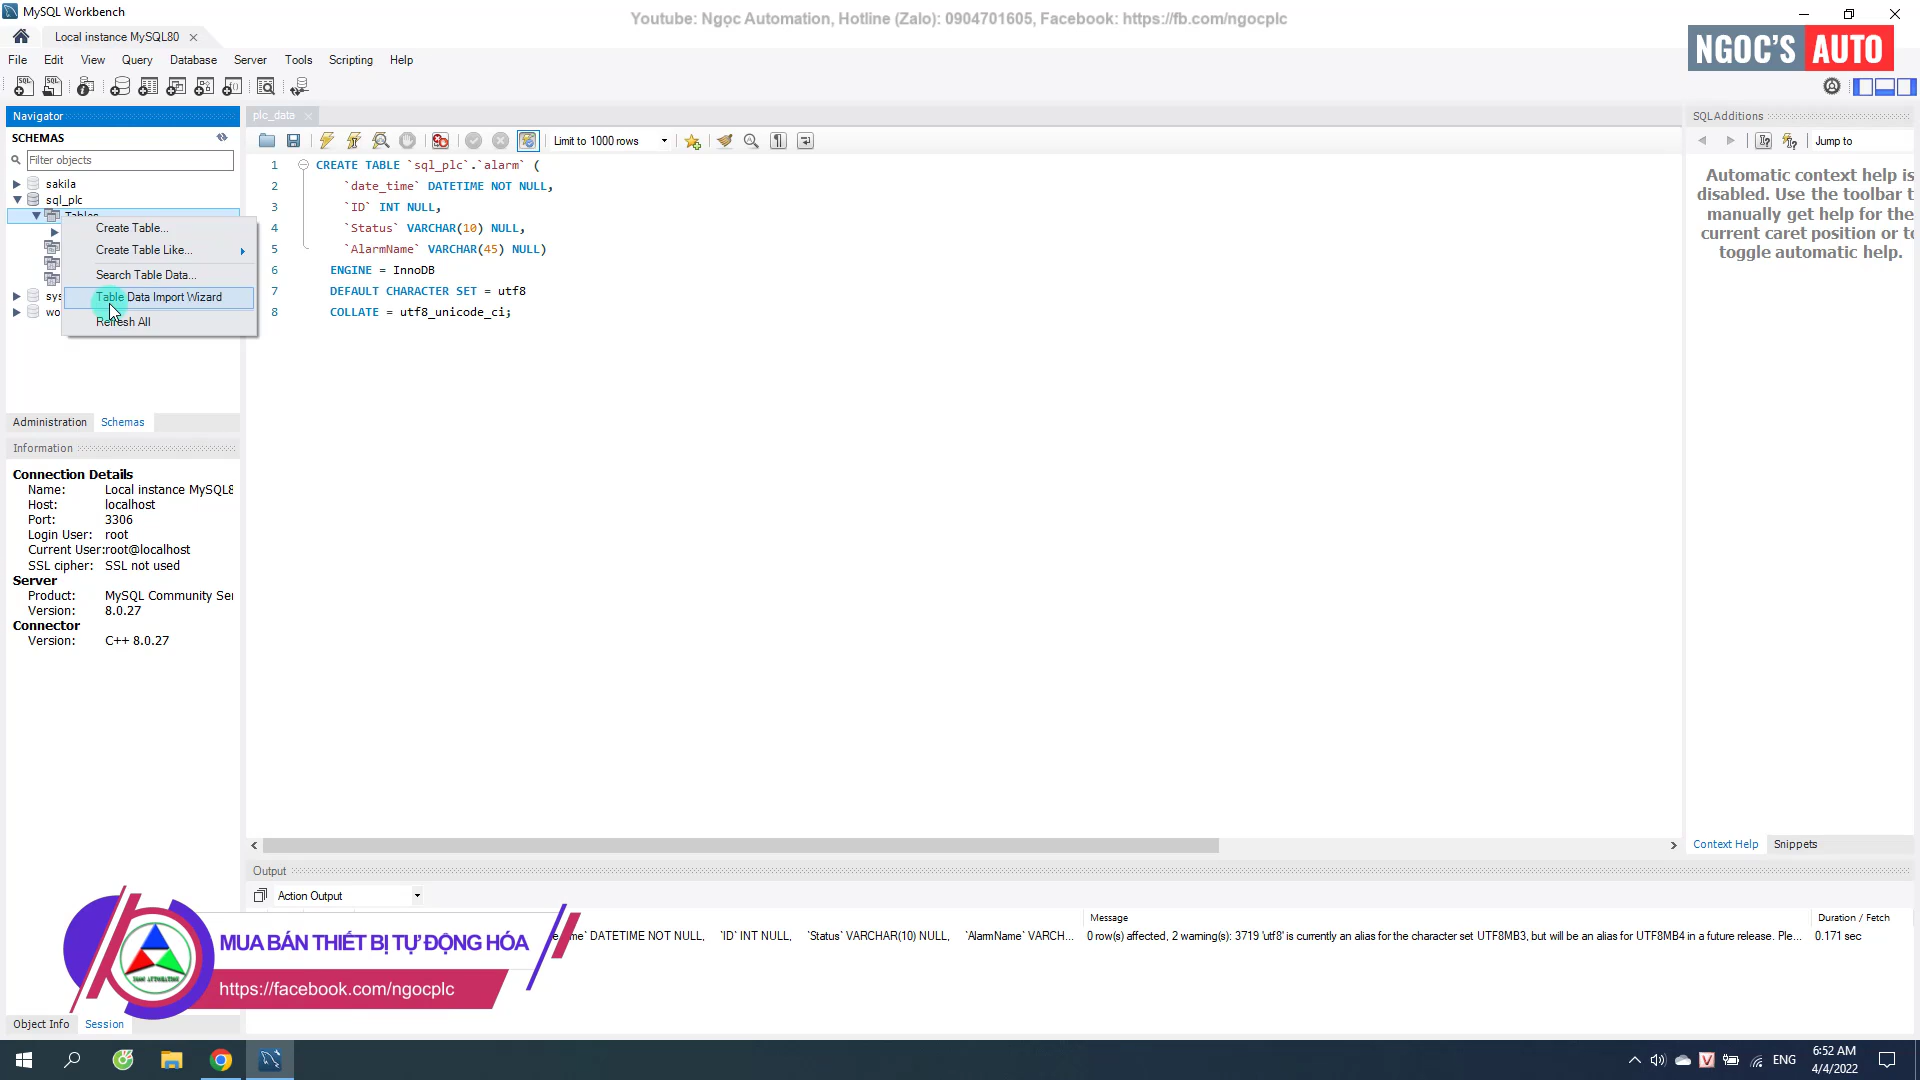 MySQL Workbench
Youtube: Ngọc Automation, Hotline (Zalo): 0904701605, Facebook: https://fb.com/ngocplc
NGOC'S AUTO
Local instance MySQL80
File Edit View Query Database Server Tools Scripting Help
Navigator
SCHEMAS
Filter objects
sakila
sql_plc
Tables
Create Table...
Create Table Like...
Search Table Data...
Table Data Import Wizard
Refresh All
sys
wo
Administration Schemas
Information
Connection Details
Name: Local instance MySQL8
Host: localhost
Port: 3306
Login User: root
Current User: root@localhost
SSL cipher: SSL not used
Server
Product: MySQL Community Ser
Version: 8.0.27
Connector
Version: C++ 8.0.27
Object Info Session
plc_data
Limit to 1000 rows
1 CREATE TABLE `sql_plc`.`alarm` (
2 `date_time` DATETIME NOT NULL,
3 `ID` INT NULL,
4 `Status` VARCHAR(10) NULL,
5 `AlarmName` VARCHAR(45) NULL)
6 ENGINE = InnoDB
7 DEFAULT CHARACTER SET = utf8
8 COLLATE = utf8_unicode_ci;
SQLAdditions
Jump to
Automatic context help is
disabled. Use the toolbar t
manually get help for the
current caret position or to
toggle automatic help.
Context Help Snippets
Output
Action Output
Message Duration / Fetch
me` DATETIME NOT NULL, `ID` INT NULL, `Status` VARCHAR(10) NULL, `AlarmName` VARCH... 0 row(s) affected, 2 warning(s): 3719 'utf8' is currently an alias for the character set UTF8MB3, but will be an alias for UTF8MB4 in a future release. Ple... 0.171 sec
MUA BÁN THIẾT BỊ TỰ ĐỘNG HÓA
NGOC AUTOMATION
https://facebook.com/ngocplc
ENG
6:52 AM
4/4/2022